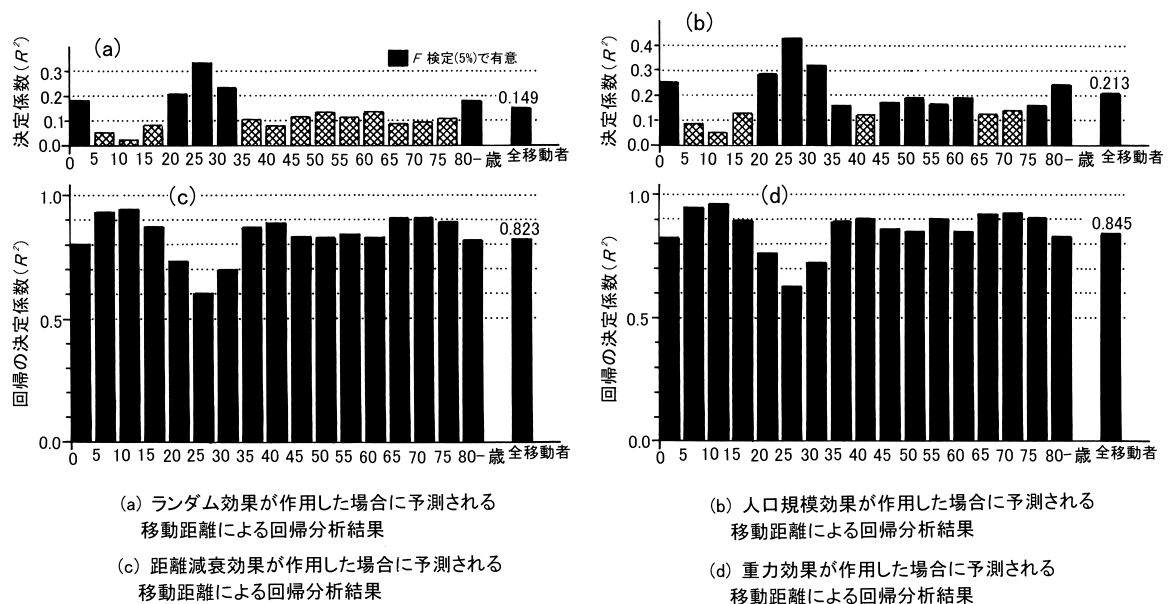 (a)
決定係数(R²)
F 検定(5%)で有意
0.3
0.2
0.1
0.0
0.149
0 5 10 15 20 25 30 35 40 45 50 55 60 65 70 75 80- 歳 全移動者
(b)
決定係数(R²)
0.4
0.3
0.2
0.1
0.0
0.213
0 5 10 15 20 25 30 35 40 45 50 55 60 65 70 75 80- 歳 全移動者
(c)
回帰の決定係数(R²)
1.0
0.5
0.0
0.823
0 5 10 15 20 25 30 35 40 45 50 55 60 65 70 75 80- 歳 全移動者
(d)
回帰の決定係数(R²)
1.0
0.5
0.0
0.845
0 5 10 15 20 25 30 35 40 45 50 55 60 65 70 75 80- 歳 全移動者
(a) ランダム効果が作用した場合に予測される
移動距離による回帰分析結果
(b) 人口規模効果が作用した場合に予測される
移動距離による回帰分析結果
(c) 距離減衰効果が作用した場合に予測される
移動距離による回帰分析結果
(d) 重力効果が作用した場合に予測される
移動距離による回帰分析結果